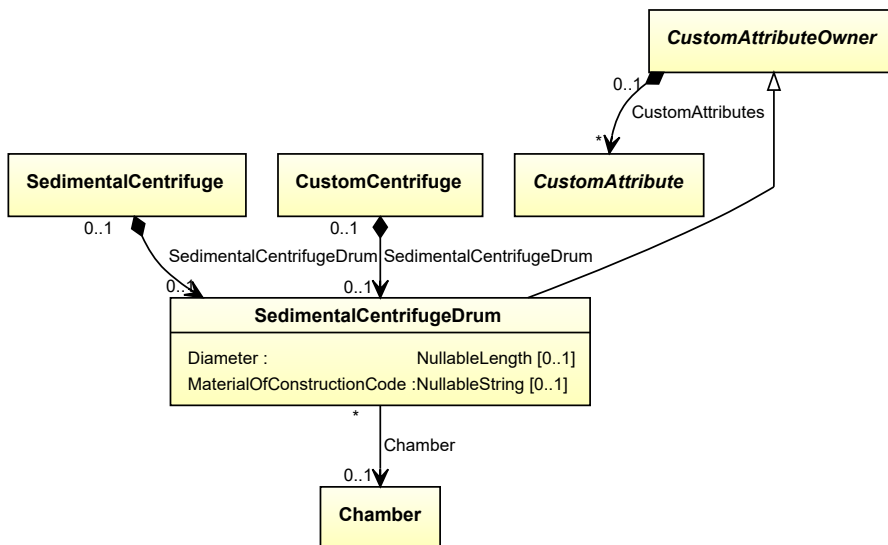 CustomAttributeOwner
0..1
CustomAttributes
*
SedimentalCentrifuge
CustomCentrifuge
CustomAttribute
0..1
0..1
SedimentalCentrifugeDrum
SedimentalCentrifugeDrum
0..1
0..1
SedimentalCentrifugeDrum
Diameter : NullableLength [0..1]
MaterialOfConstructionCode :NullableString [0..1]
*
Chamber
0..1
Chamber